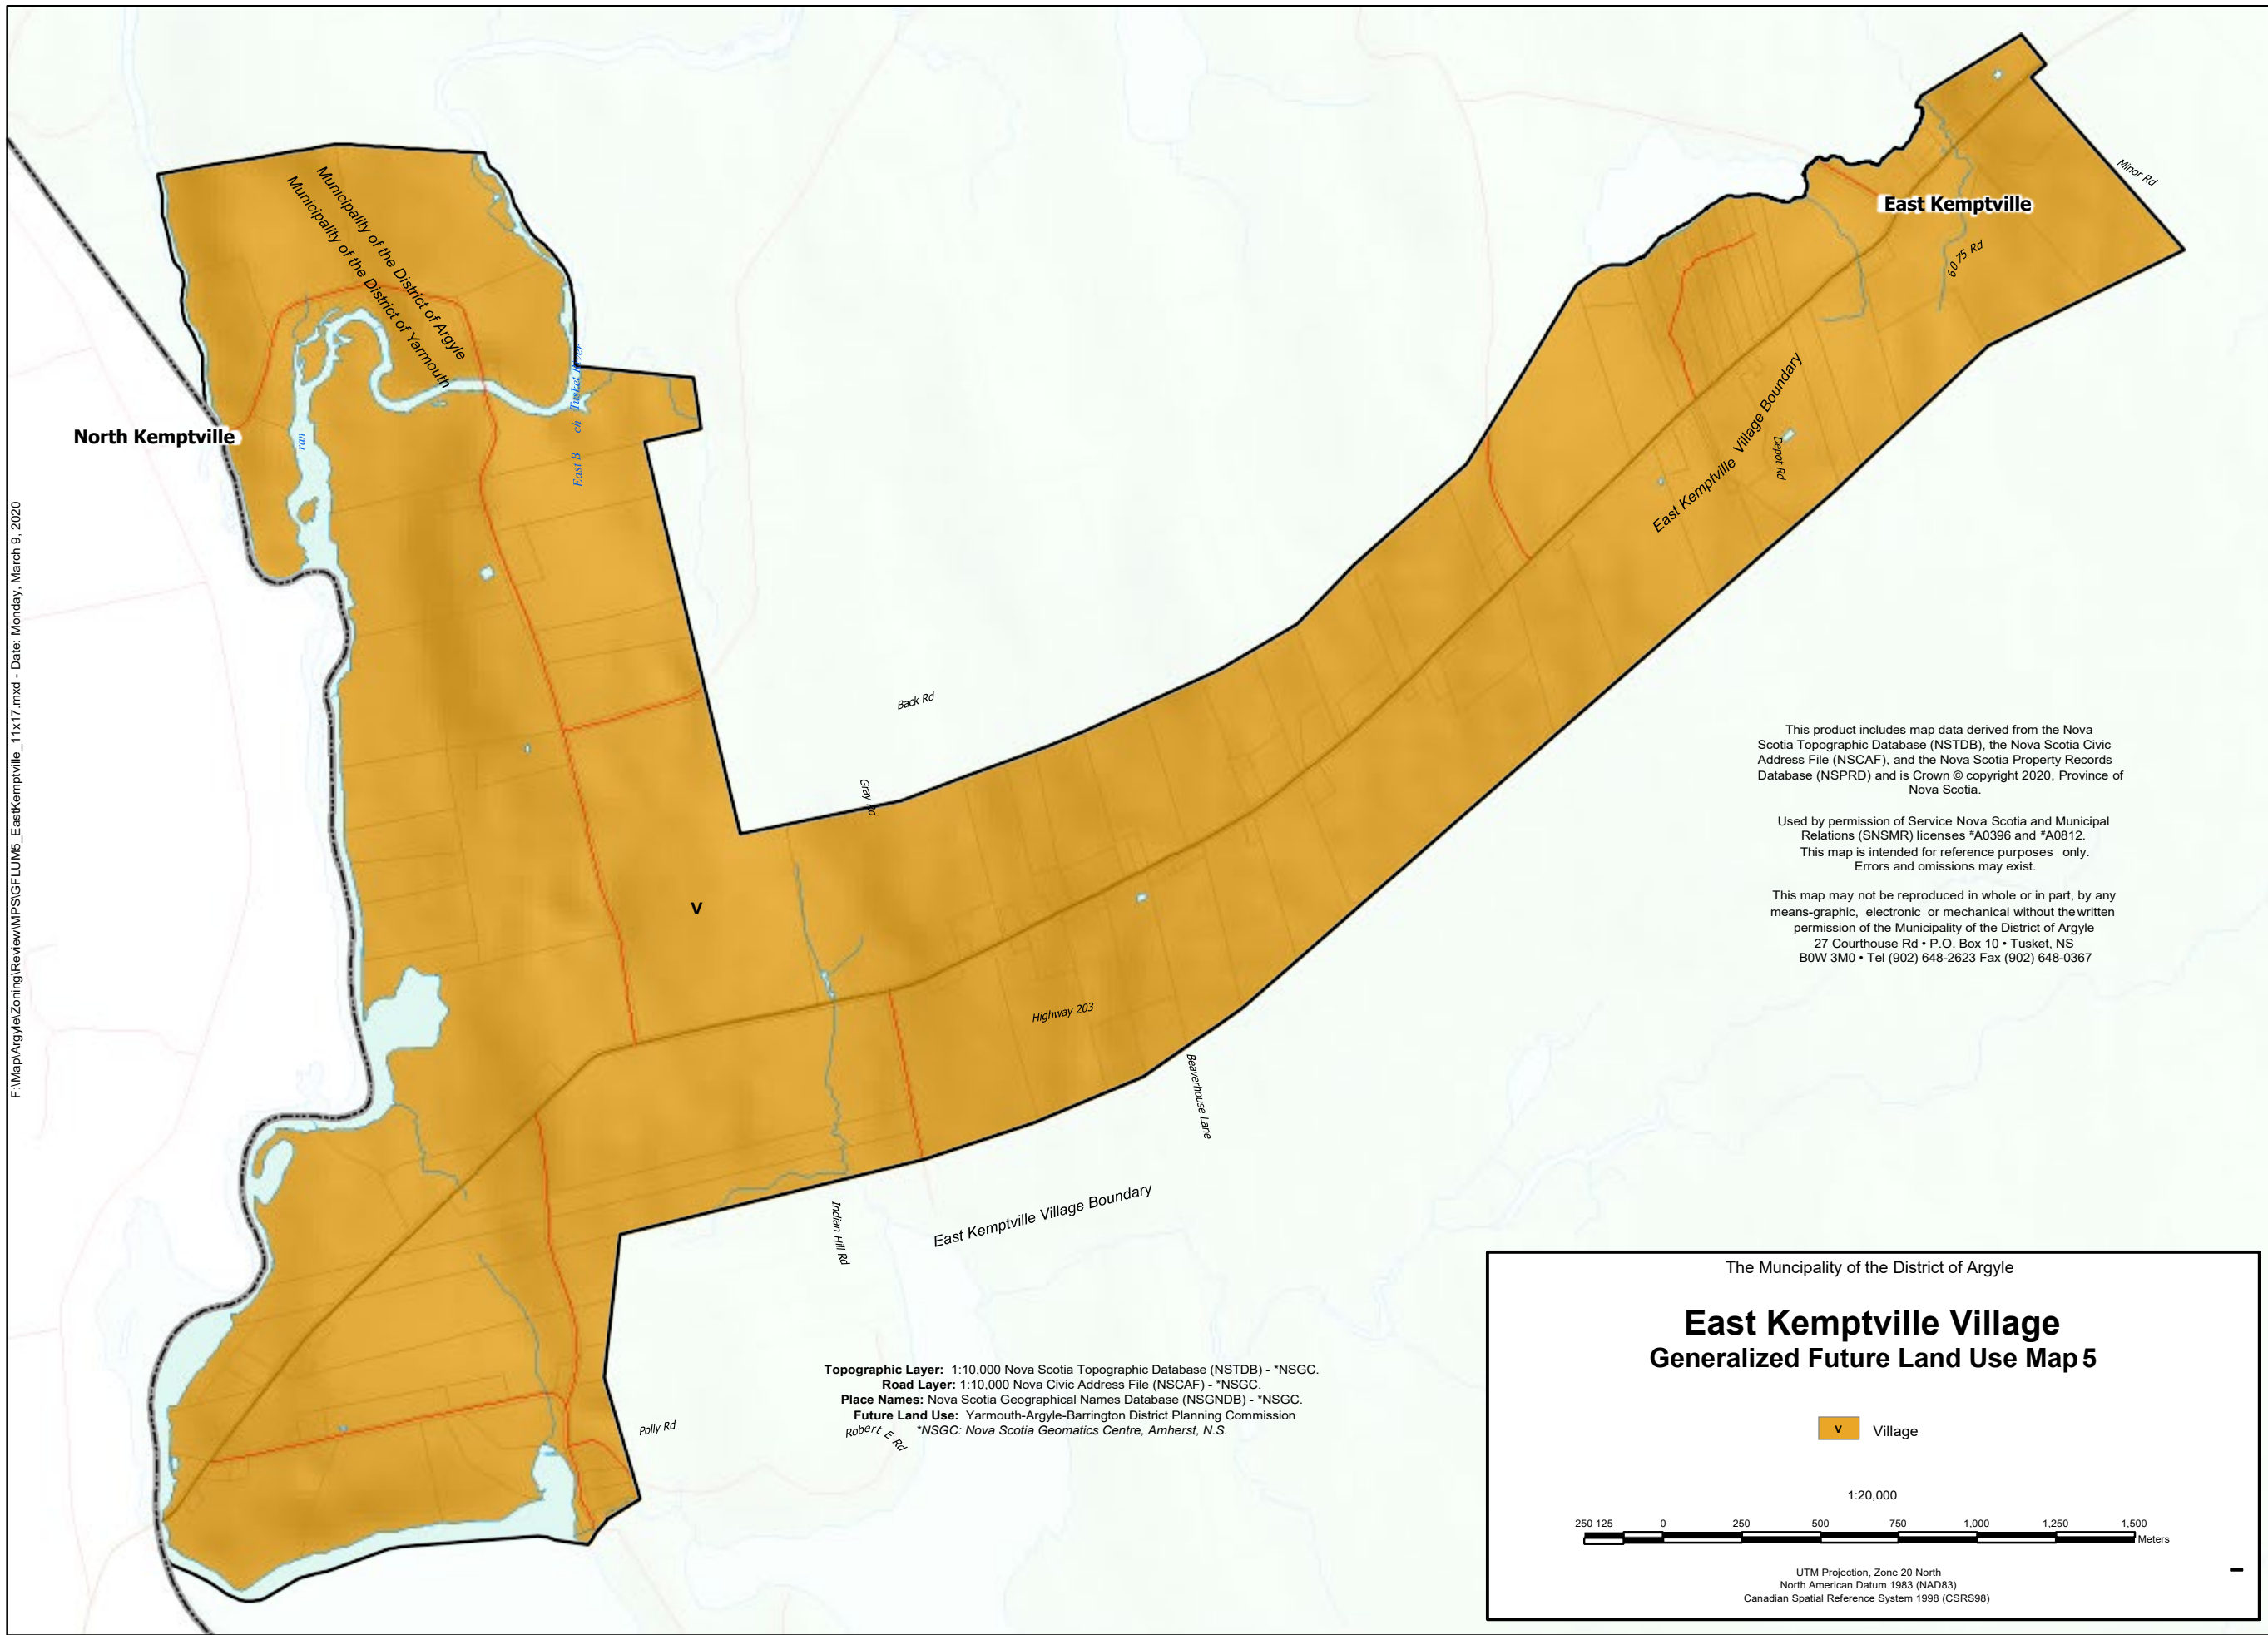 Minor Rd
Municipality of the District of Argyle
Municipality of the District of Yarmouth
East Kemptville
6075 Rd
Tusket River
East B ch
ran
North Kemptville
East Kemptville Village Boundary
Depot Rd
F:\Map\Argyle\Zoning\Review\MPS\GFLUM5_EastKemptville_11x17.mxd - Date: Monday, March 9, 2020
Back Rd
Gray Rd
V
This product includes map data derived from the Nova
Scotia Topographic Database (NSTDB), the Nova Scotia Civic
Address File (NSCAF), and the Nova Scotia Property Records
Database (NSPRD) and is Crown © copyright 2020, Province of
Nova Scotia.
Used by permission of Service Nova Scotia and Municipal
Relations (SNSMR) licenses #A0396 and #A0812.
This map is intended for reference purposes only.
Errors and omissions may exist.
This map may not be reproduced in whole or in part, by any
means-graphic, electronic or mechanical without the written
permission of the Municipality of the District of Argyle
27 Courthouse Rd • P.O. Box 10 • Tusket, NS
B0W 3M0 • Tel (902) 648-2623 Fax (902) 648-0367
Highway 203
Beaverhouse Lane
Indian Hill Rd
East Kemptville Village Boundary
Topographic Layer: 1:10,000 Nova Scotia Topographic Database (NSTDB) - *NSGC.
Road Layer: 1:10,000 Nova Civic Address File (NSCAF) - *NSGC.
Place Names: Nova Scotia Geographical Names Database (NSGNDB) - *NSGC.
Future Land Use: Yarmouth-Argyle-Barrington District Planning Commission
*NSGC: Nova Scotia Geomatics Centre, Amherst, N.S.
Polly Rd
Robert E Rd
The Muncipality of the District of Argyle
East Kemptville Village
Generalized Future Land Use Map 5
V Village
1:20,000
250 125 0 250 500 750 1,000 1,250 1,500
Meters
UTM Projection, Zone 20 North
North American Datum 1983 (NAD83)
Canadian Spatial Reference System 1998 (CSRS98)